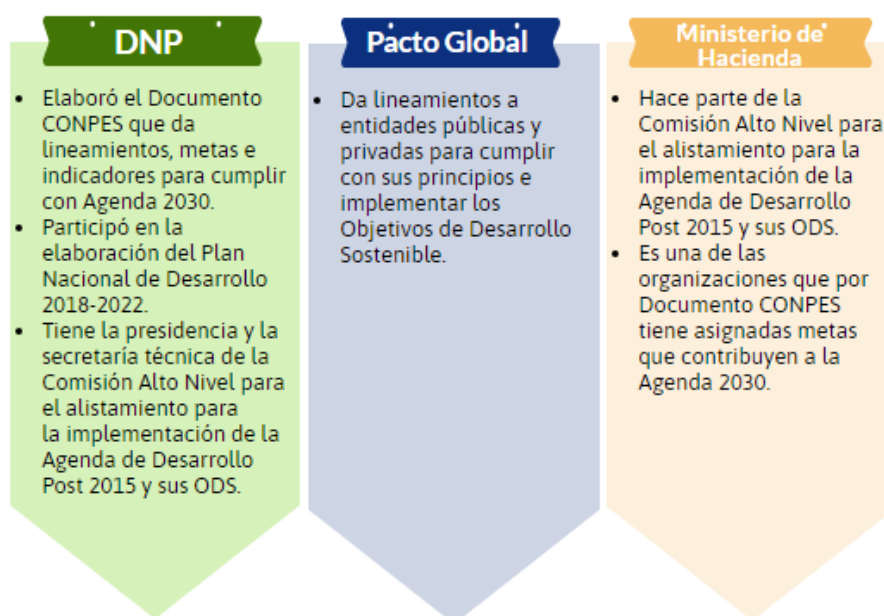 DNP
• Elaboró el Documento
CONPES que da
lineamientos, metas e
indicadores para cumplir
con Agenda 2030.
• Participó en la
elaboración del Plan
Nacional de Desarrollo
2018-2022.
• Tiene la presidencia y la
secretaría técnica de la
Comisión Alto Nivel para
el alistamiento para
la implementación de la
Agenda de Desarrollo
Post 2015 y sus ODS.
Pacto Global
• Da lineamientos a
entidades públicas y
privadas para cumplir
con sus principios e
implementar los
Objetivos de Desarrollo
Sostenible.
Ministerio de
Hacienda
• Hace parte de la
Comisión Alto Nivel para
el alistamiento para la
implementación de la
Agenda de Desarrollo
Post 2015 y sus ODS.
• Es una de las
organizaciones que por
Documento CONPES
tiene asignadas metas
que contribuyen a la
Agenda 2030.